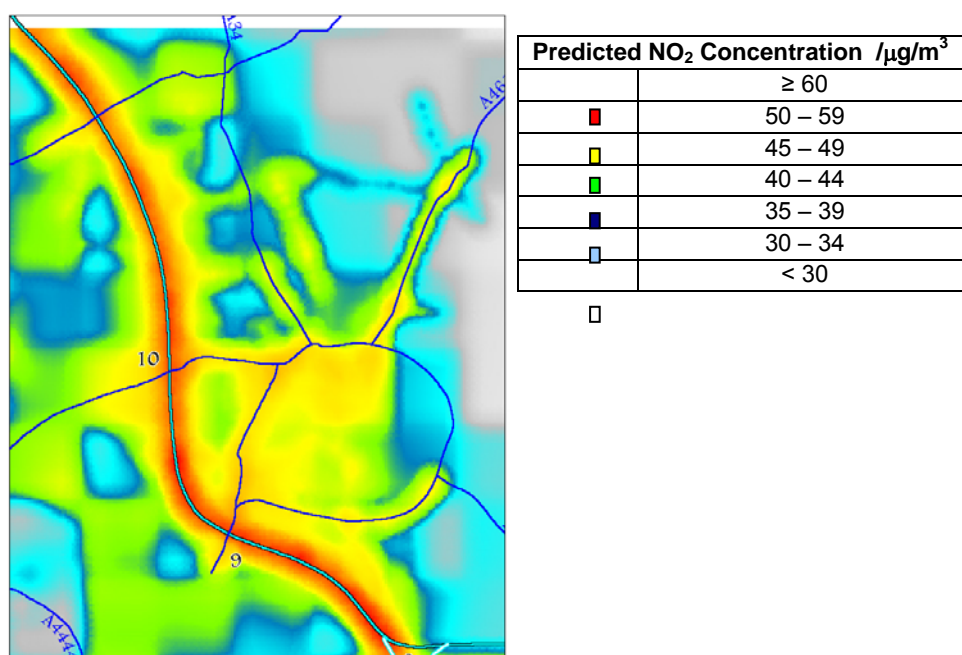 A34
A46
10
9
A444
Predicted NO₂ Concentration /µg/m³
≥ 60
50 – 59
45 – 49
40 – 44
35 – 39
30 – 34
< 30